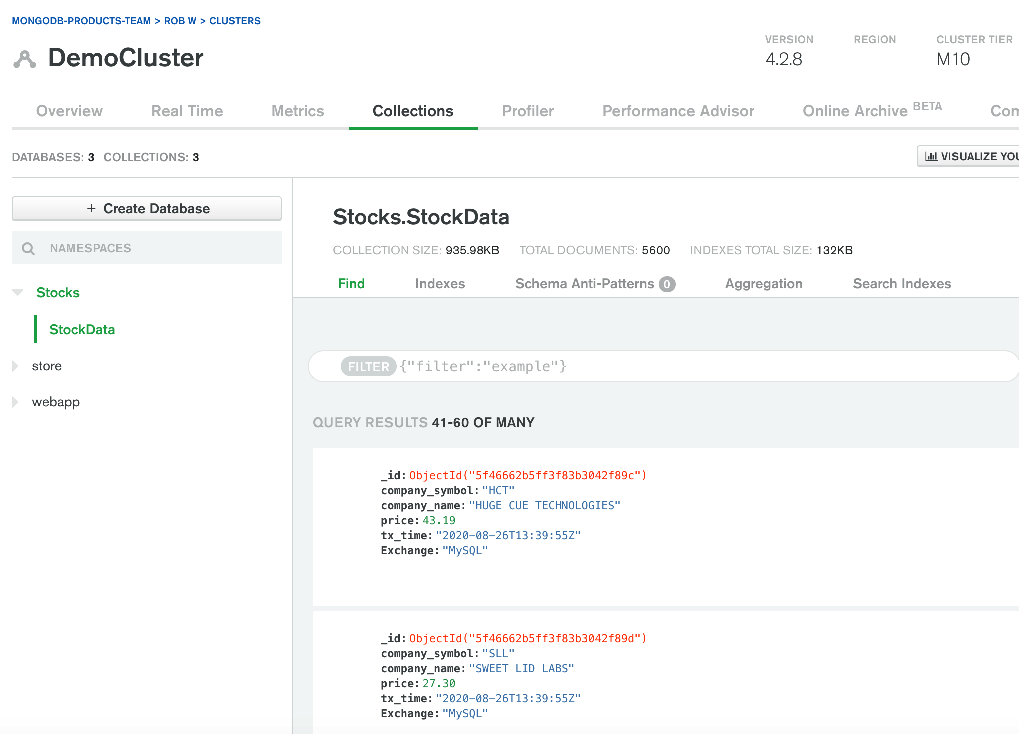 MONGODB-PRODUCTS-TEAM > ROB W > CLUSTERS
DemoCluster
VERSION REGION CLUSTER TIER
4.2.8 M10
Overview Real Time Metrics Collections Profiler Performance Advisor Online Archive BETA Com
DATABASES: 3 COLLECTIONS: 3
VISUALIZE YOU
+ Create Database
NAMESPACES
Stocks
StockData
store
webapp
Stocks.StockData
COLLECTION SIZE: 935.98KB TOTAL DOCUMENTS: 5600 INDEXES TOTAL SIZE: 132KB
Find Indexes Schema Anti-Patterns 0 Aggregation Search Indexes
FILTER {"filter":"example"}
QUERY RESULTS 41-60 OF MANY
_id: ObjectId("5f46662b5ff3f83b3042f89c")
company_symbol: "HCT"
company_name: "HUGE CUE TECHNOLOGIES"
price: 43.19
tx_time: "2020-08-26T13:39:55Z"
Exchange: "MySQL"
_id: ObjectId("5f46662b5ff3f83b3042f89d")
company_symbol: "SLL"
company_name: "SWEET LID LABS"
price: 27.30
tx_time: "2020-08-26T13:39:55Z"
Exchange: "MySQL"